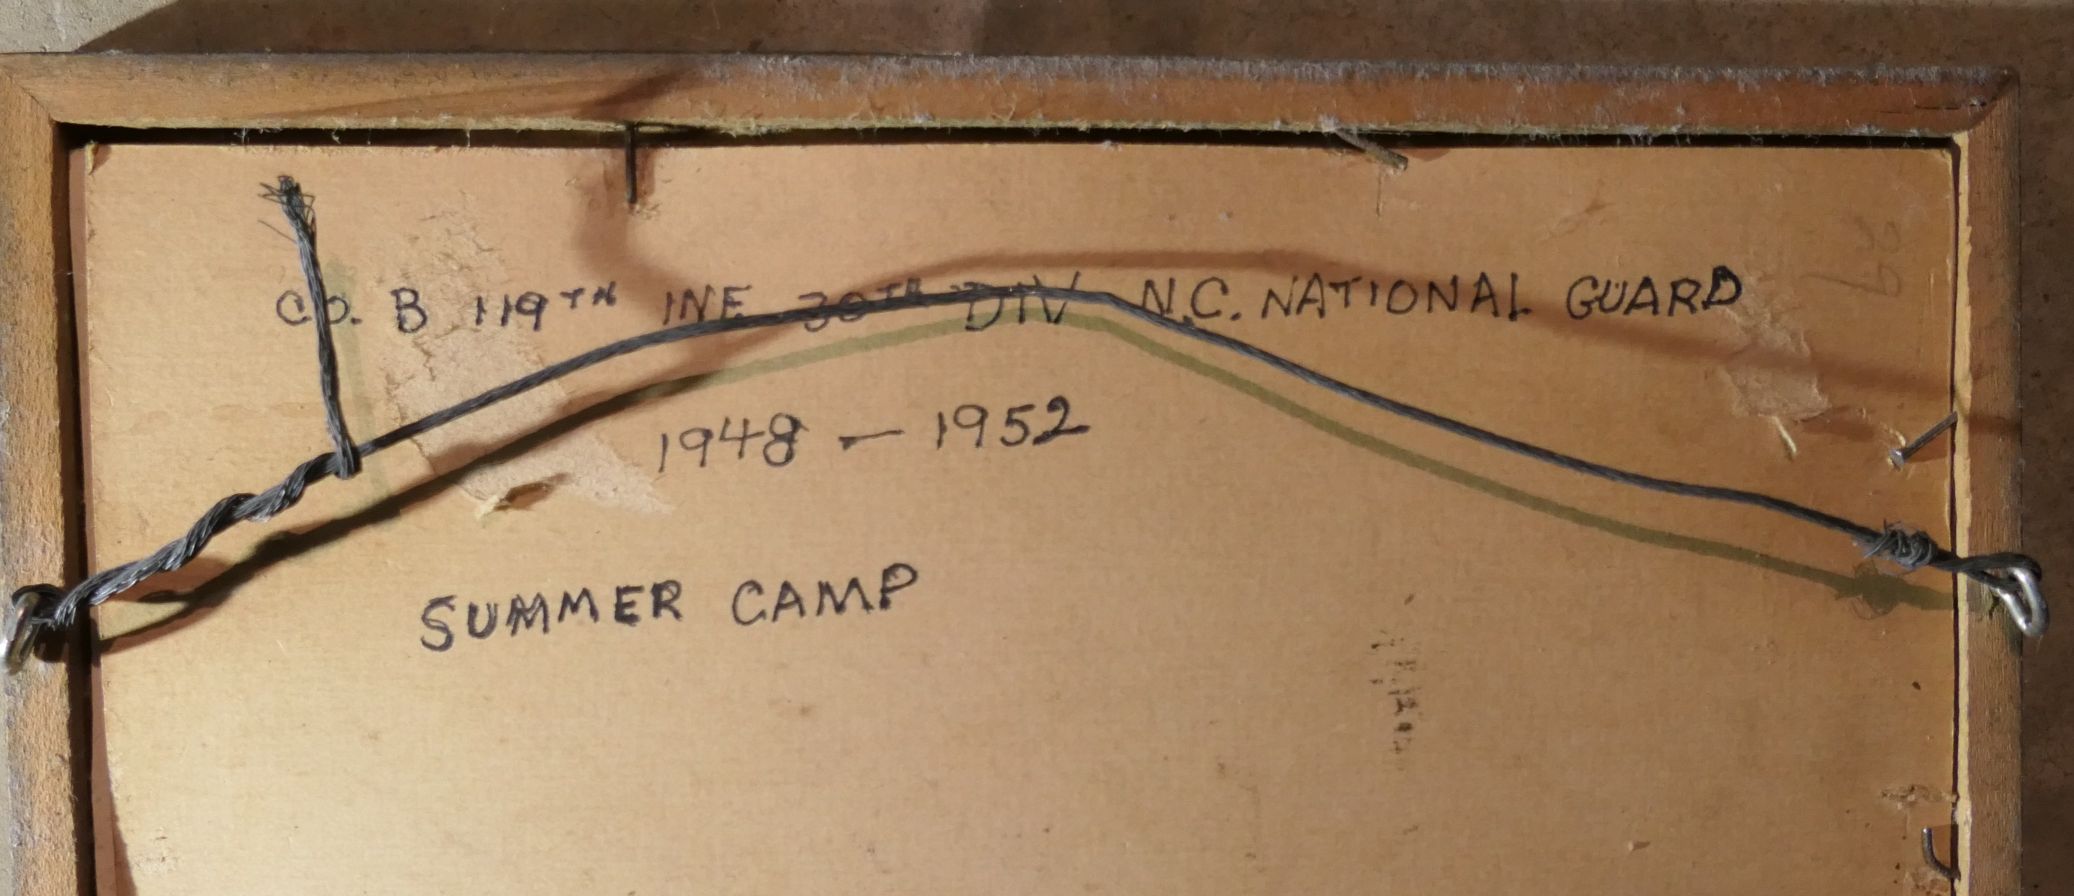 CO. B 119TH INF 30TH DIV N.C. NATIONAL GUARD
1948 — 1952
SUMMER CAMP